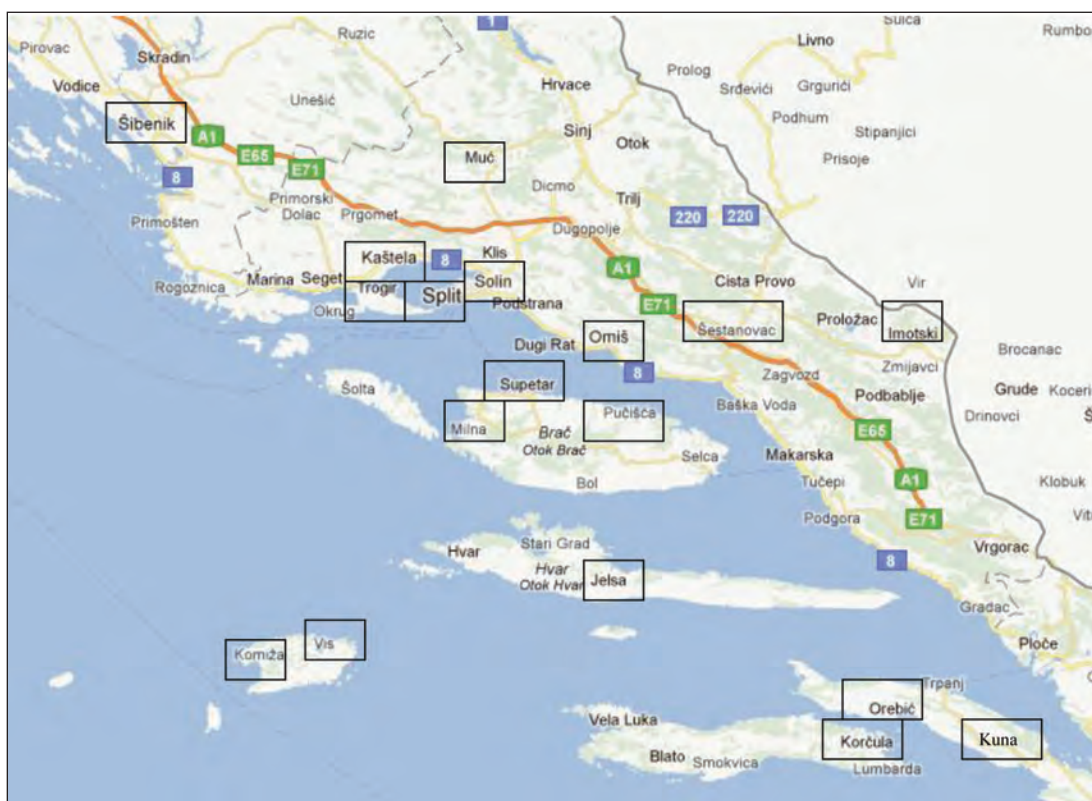 1
Sulca
Rumbo
Pirovac
Ruzic
Livno
Skradin
Prolog
Grgurići
Vodice
Hrvace
Srđevići
Unešić
Podhum
Šibenik
Sinj
Stipanjici
A1
Otok
E65
Muć
Prisoje
E71
8
Dicmo
Primorski
Dolac
Prgomet
Trilj
220
220
Primošten
Dugopolje
Kaštela
8
Klis
A1
Marina
Seget
Solin
Cista Provo
Vir
Rogoznica
Trogir
Split
Podstrana
E71
Okrug
Šestanovac
Proložac
Imotski
Omiš
Dugi Rat
Brocanac
8
Zagvozd
Zmijavci
Šolta
Supetar
Podbablje
Grude
Koceri
Baška Voda
Pučišća
Drinovci
Milna
Brač
Otok Brač
E65
Š
Selca
Makarska
Bol
Tučepi
A1
Klobuk
Podgora
E71
Viti
Stari Grad
Hvar
Vrgorac
Hvar
Otok Hvar
Jelsa
8
Gradac
Vis
Ploče
Komiža
Trpanj
Orebić
Vela Luka
Korčula
Kuna
Blato
Smokvica
Lumbarda